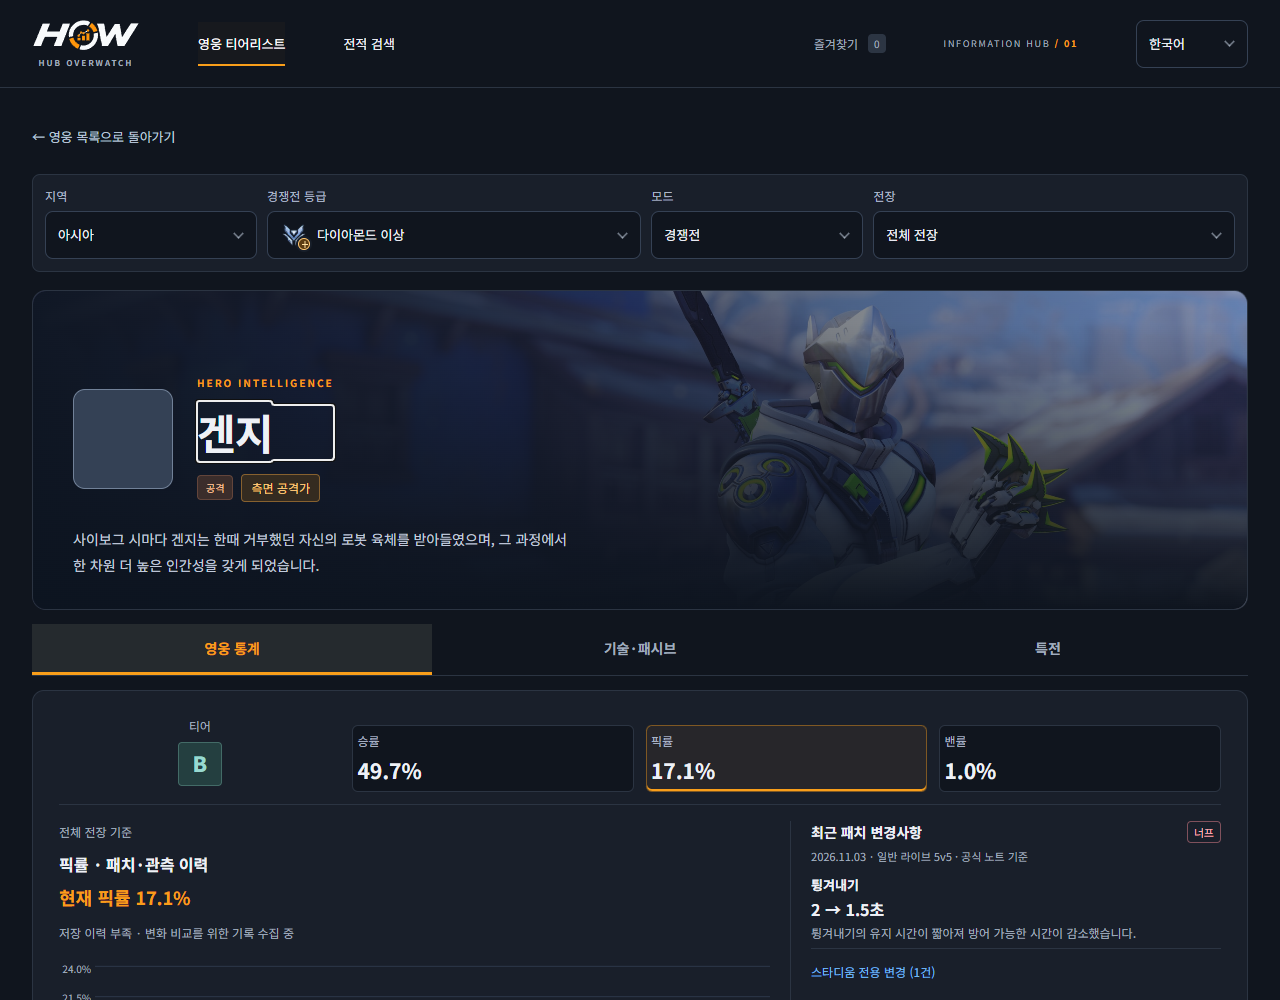 HOW
HUB OVERWATCH
영웅 티어리스트
전적 검색
즐겨찾기 0
INFORMATION HUB / 01
한국어
← 영웅 목록으로 돌아가기
지역
경쟁전 등급
모드
전장
아시아
다이아몬드 이상
경쟁전
전체 전장
HERO INTELLIGENCE
겐지
공격
측면 공격가
사이보그 시마다 겐지는 한때 거부했던 자신의 로봇 육체를 받아들였으며, 그 과정에서
한 차원 더 높은 인간성을 갖게 되었습니다.
영웅 통계
기술·패시브
특전
티어
B
승률
49.7%
픽률
17.1%
밴률
1.0%
전체 전장 기준
픽률 · 패치·관측 이력
현재 픽률 17.1%
저장 이력 부족 · 변화 비교를 위한 기록 수집 중
24.0%
21.5%
최근 패치 변경사항
너프
2026.11.03 · 일반 라이브 5v5 · 공식 노트 기준
튕겨내기
2 → 1.5초
튕겨내기의 유지 시간이 짧아져 방어 가능한 시간이 감소했습니다.
스타디움 전용 변경 (1건)